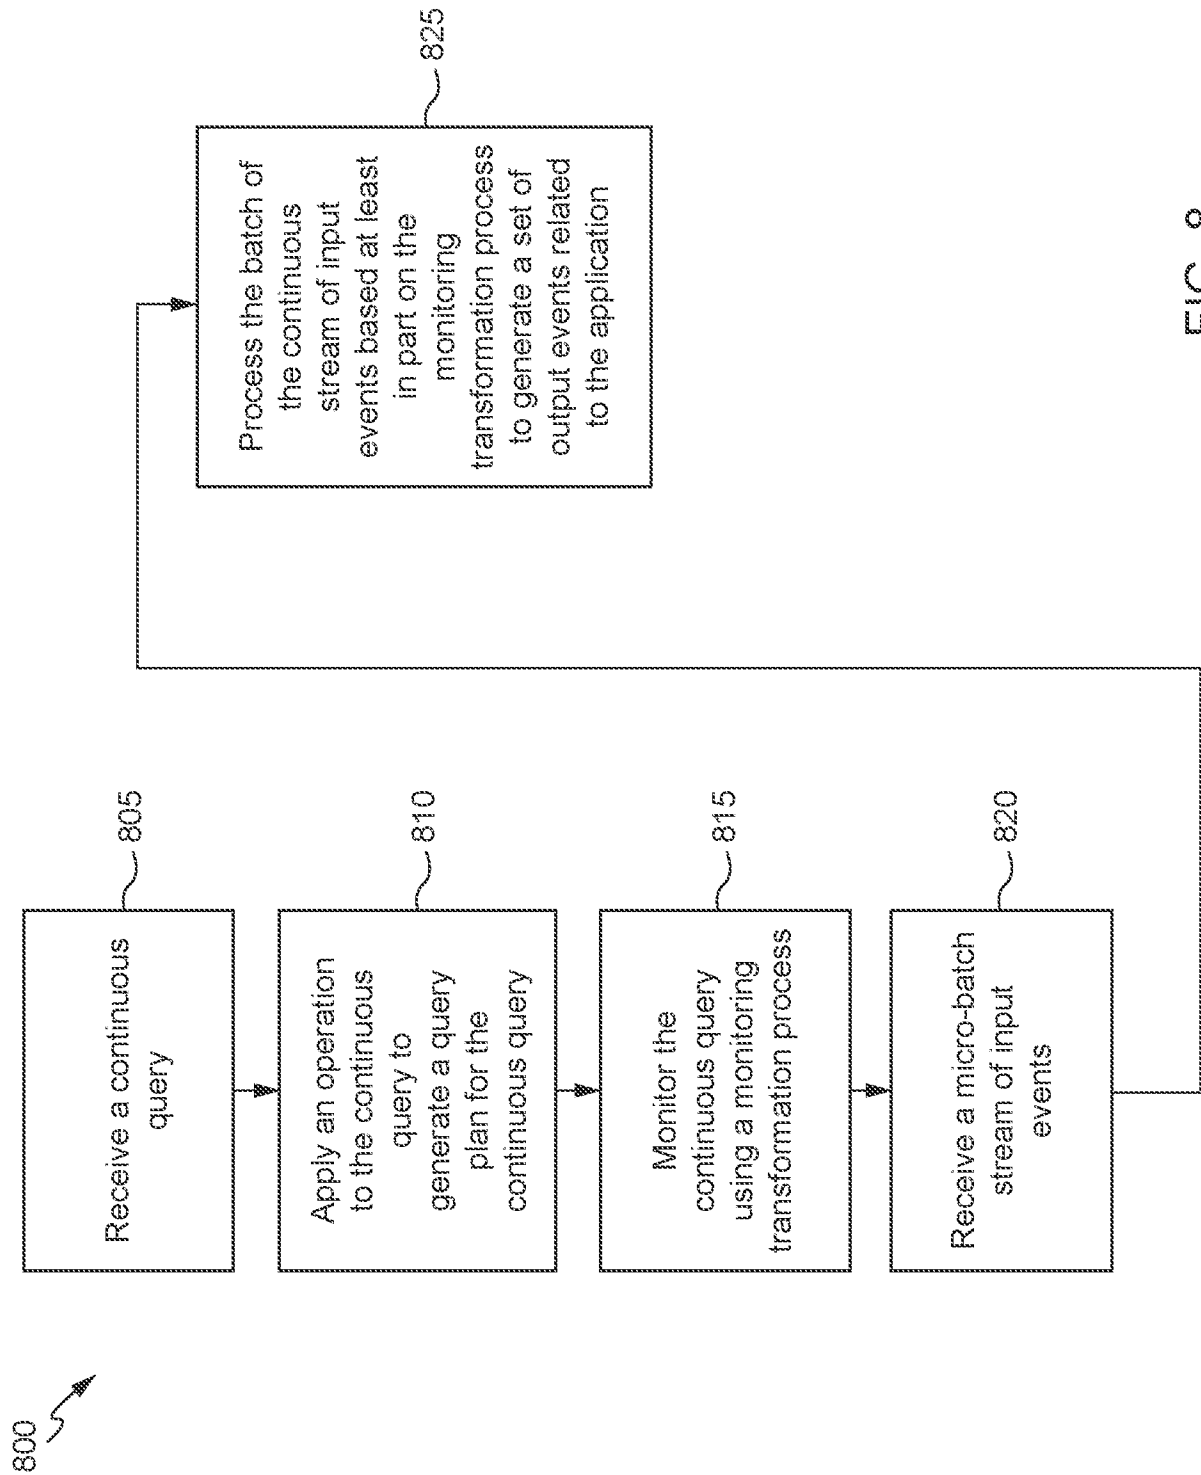 800
Receive a continuous
query
805
Apply an operation
to the continuous
query to
generate a query
plan for the
continuous query
810
Monitor the
continuous query
using a monitoring
transformation process
815
Receive a micro-batch
stream of input
events
820
Process the batch of
the continuous
stream of input
events based at least
in part on the
monitoring
transformation process
to generate a set of
output events related
to the application
825